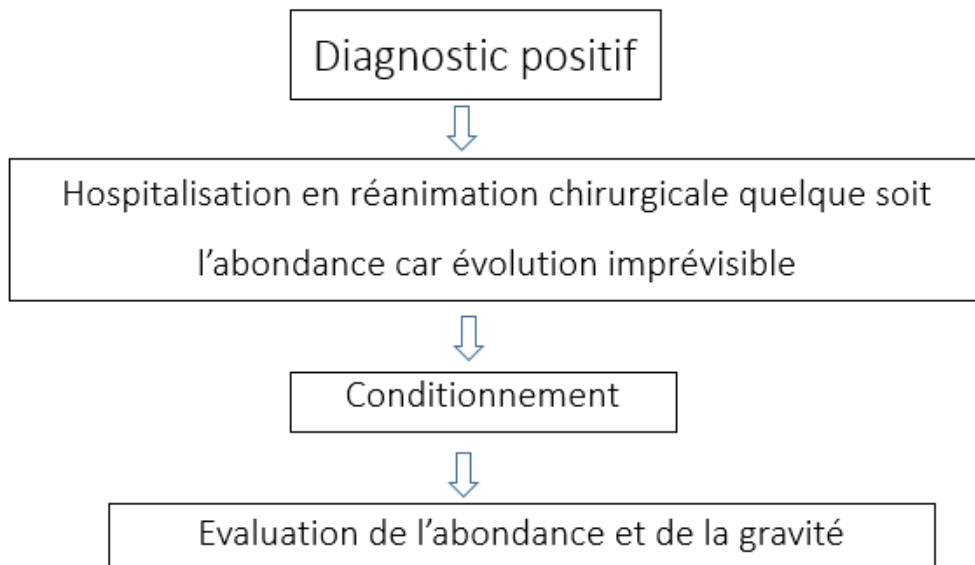 Diagnostic positif
Hospitalisation en réanimation chirurgicale quelque soit
l’abondance car évolution imprévisible
Conditionnement
Evaluation de l’abondance et de la gravité